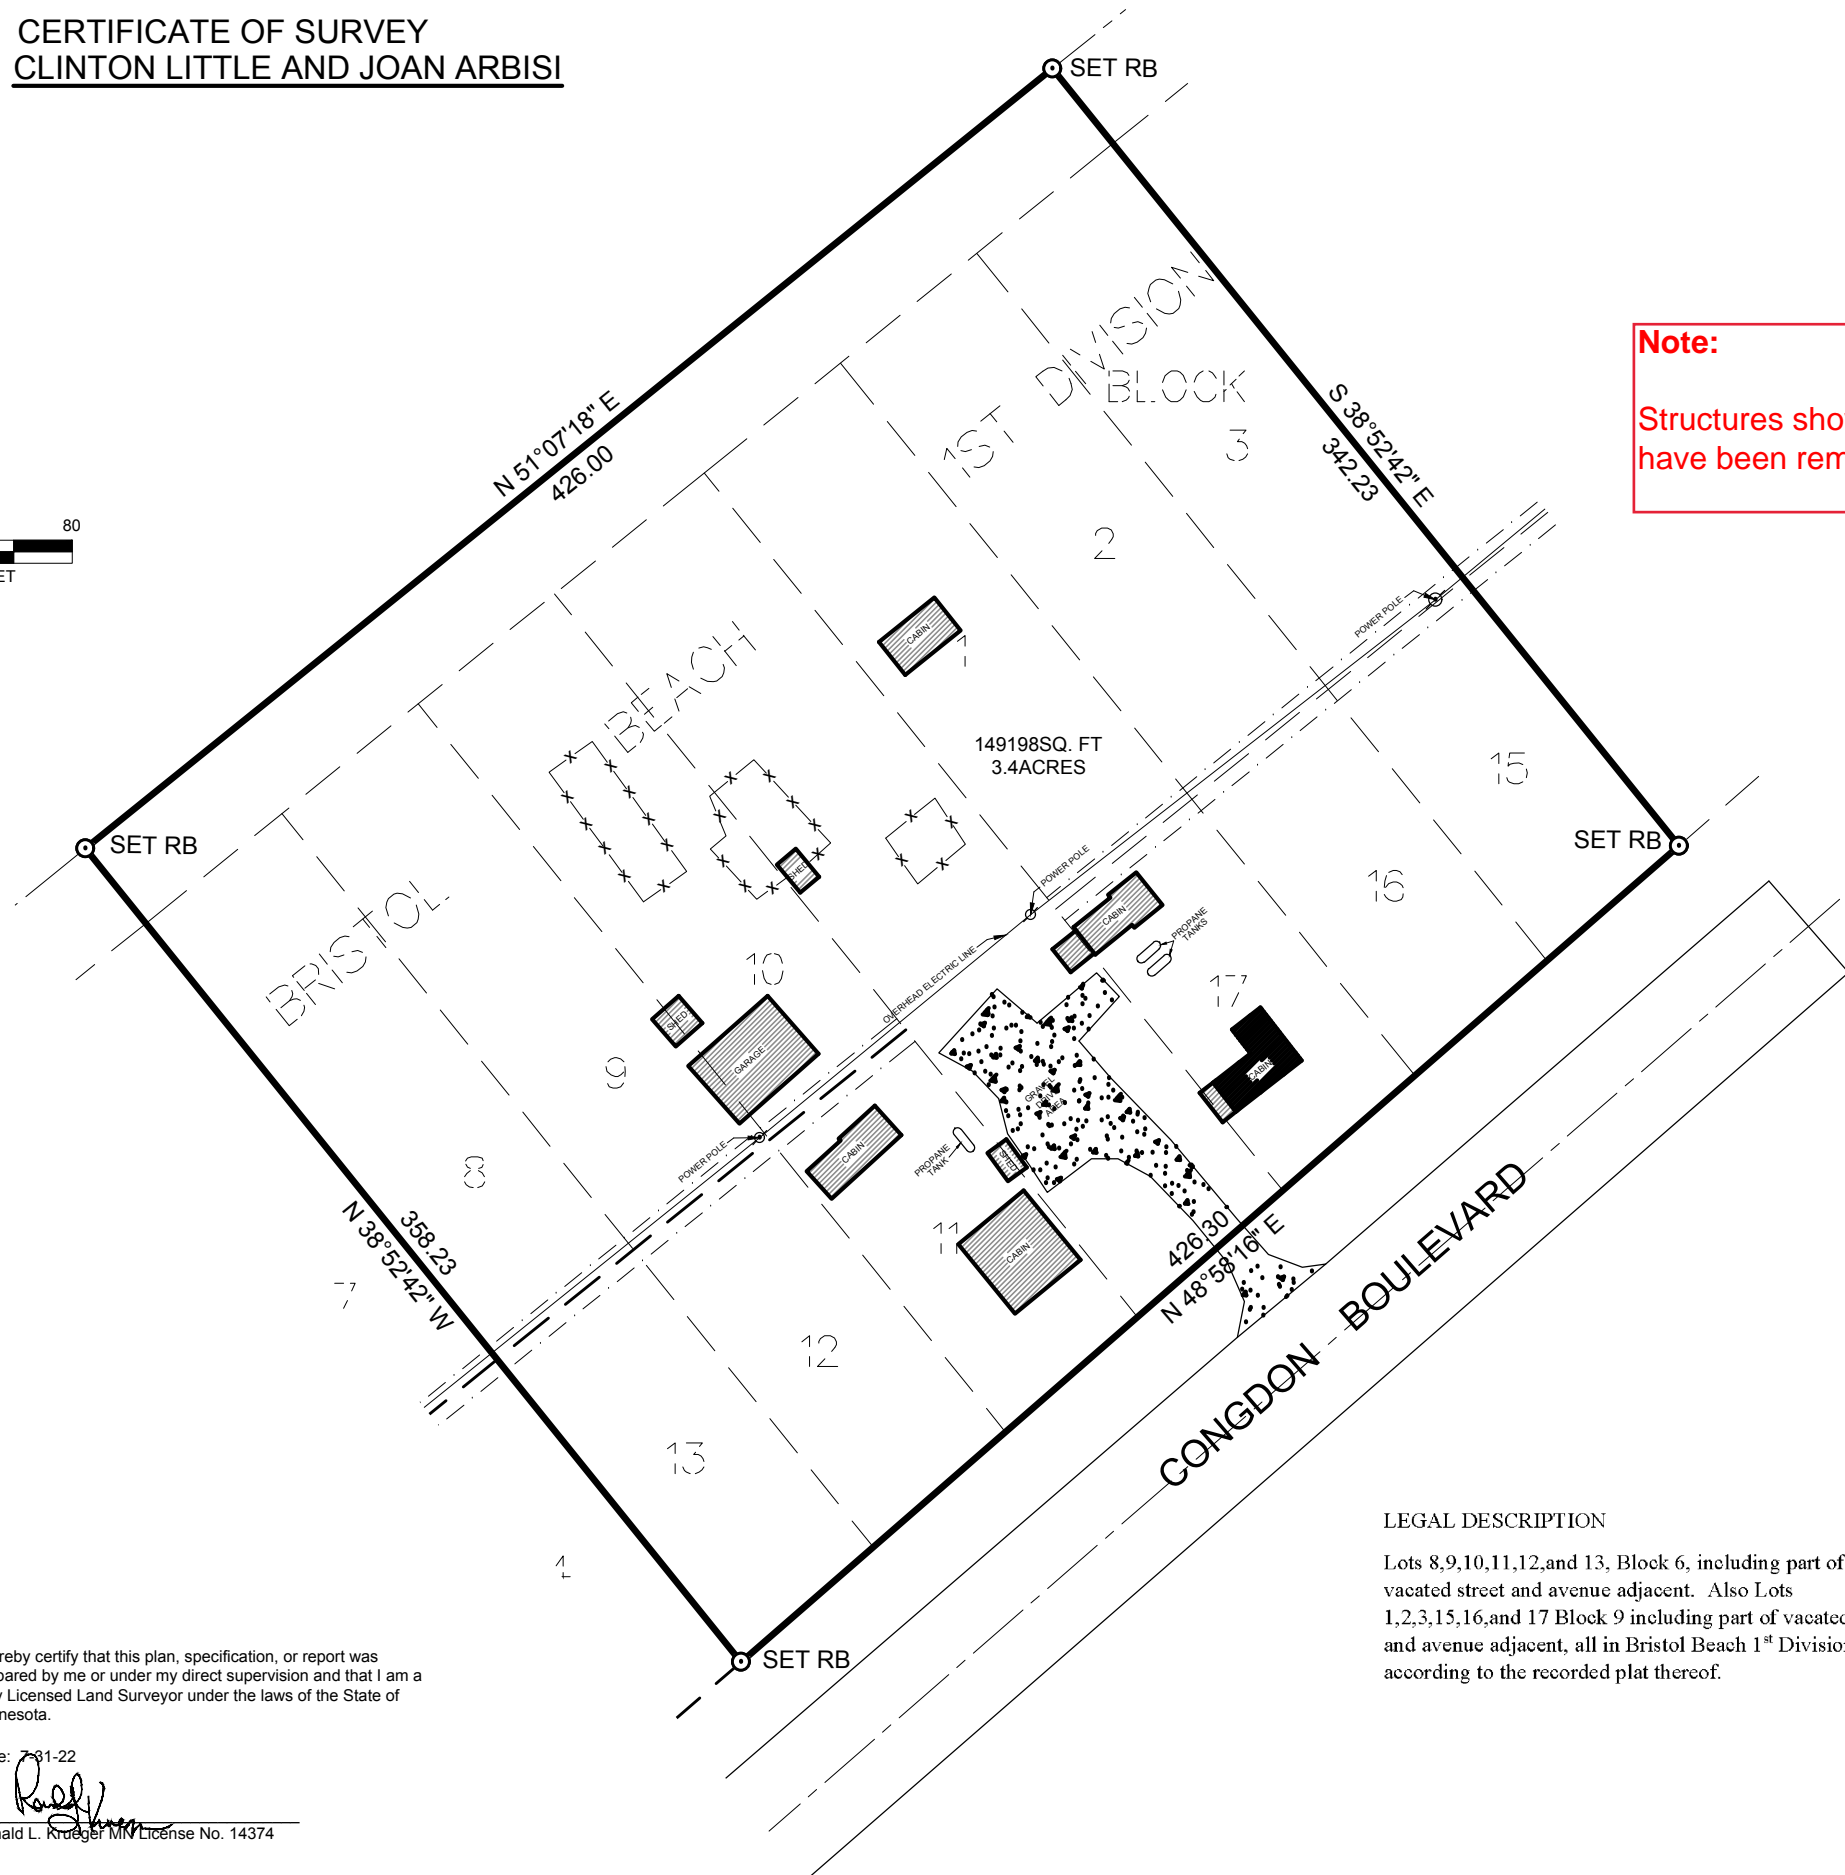 CERTIFICATE OF SURVEY
CLINTON LITTLE AND JOAN ARBISI
SET RB
N 51°07'18" E
426.00
S 38°52'42" E
342.23
Note:
Structures
have been
80
1ST DIVISION
BLOCK
3
2
1
CABIN
POWER POLE
149198SQ. FT
3.4ACRES
BEACH
BRISTOL
SET RB
SET RB
15
16
17
POWER POLE
CABIN
PROPANE
TANKS
OVERHEAD ELECTRIC LINE
SHED
10
SHED
GARAGE
9
8
7
GRAVEL
DRIVE
AREA
CABIN
POWER POLE
CABIN
PROPANE
TANK
SHED
11
CABIN
12
13
4
358.23
N 38°52'42" W
426.30
N 48°58'16" E
CONGDON BOULEVARD
SET RB
LEGAL DESCRIPTION
Lots 8,9,10,11,12,and 13, Block 6, including part of
vacated street and avenue adjacent. Also Lots
1,2,3,15,16,and 17 Block 9 including part of vacated
and avenue adjacent, all in Bristol Beach 1st Division
according to the recorded plat thereof.
certify that this plan, specification, or report was
by me or under my direct supervision and that I am a
Licensed Land Surveyor under the laws of the State of
7-31-22
L. Krueger MN License No. 14374